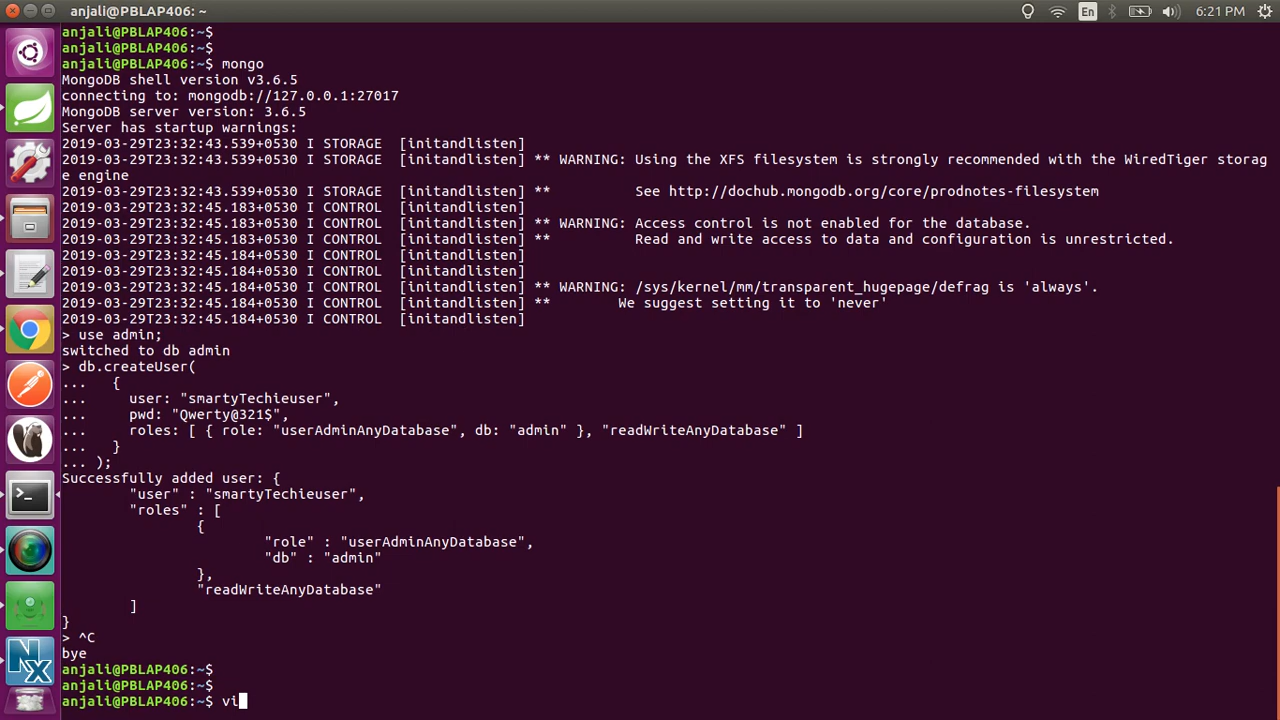 anjali@PBLAP406: ~
En
6:21 PM
anjali@PBLAP406:~$
anjali@PBLAP406:~$
anjali@PBLAP406:~$ mongo
MongoDB shell version v3.6.5
connecting to: mongodb://127.0.0.1:27017
MongoDB server version: 3.6.5
Server has startup warnings:
2019-03-29T23:32:43.539+0530 I STORAGE  [initandlisten]
2019-03-29T23:32:43.539+0530 I STORAGE  [initandlisten] ** WARNING: Using the XFS filesystem is strongly recommended with the WiredTiger storag
e engine
2019-03-29T23:32:43.539+0530 I STORAGE  [initandlisten] **          See http://dochub.mongodb.org/core/prodnotes-filesystem
2019-03-29T23:32:45.183+0530 I CONTROL  [initandlisten]
2019-03-29T23:32:45.183+0530 I CONTROL  [initandlisten] ** WARNING: Access control is not enabled for the database.
2019-03-29T23:32:45.183+0530 I CONTROL  [initandlisten] **          Read and write access to data and configuration is unrestricted.
2019-03-29T23:32:45.184+0530 I CONTROL  [initandlisten]
2019-03-29T23:32:45.184+0530 I CONTROL  [initandlisten]
2019-03-29T23:32:45.184+0530 I CONTROL  [initandlisten] ** WARNING: /sys/kernel/mm/transparent_hugepage/defrag is 'always'.
2019-03-29T23:32:45.184+0530 I CONTROL  [initandlisten] **        We suggest setting it to 'never'
2019-03-29T23:32:45.184+0530 I CONTROL  [initandlisten]
> use admin;
switched to db admin
> db.createUser(
...   {
...     user: "smartyTechieuser",
...     pwd: "Qwerty@321$",
...     roles: [ { role: "userAdminAnyDatabase", db: "admin" }, "readWriteAnyDatabase" ]
...   }
... );
Successfully added user: {
        "user" : "smartyTechieuser",
        "roles" : [
                {
                        "role" : "userAdminAnyDatabase",
                        "db" : "admin"
                },
                "readWriteAnyDatabase"
        ]
}
> ^C
bye
anjali@PBLAP406:~$
anjali@PBLAP406:~$
anjali@PBLAP406:~$ vi